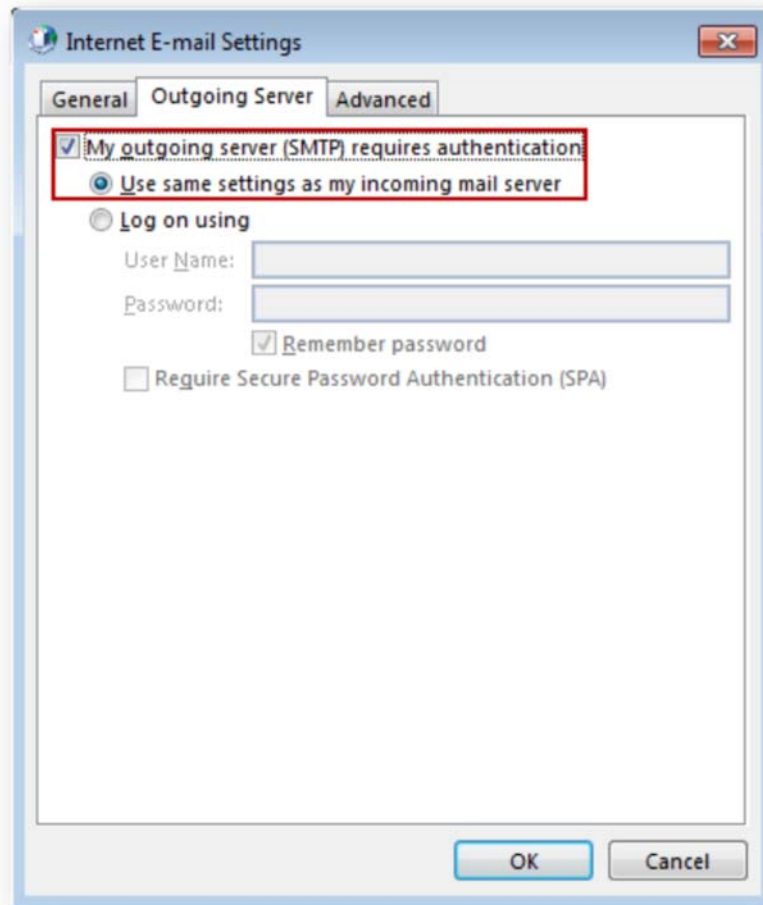 Internet E-mail Settings
General Outgoing Server Advanced
My outgoing server (SMTP) requires authentication
Use same settings as my incoming mail server
Log on using
User Name:
Password:
Remember password
Require Secure Password Authentication (SPA)
OK Cancel